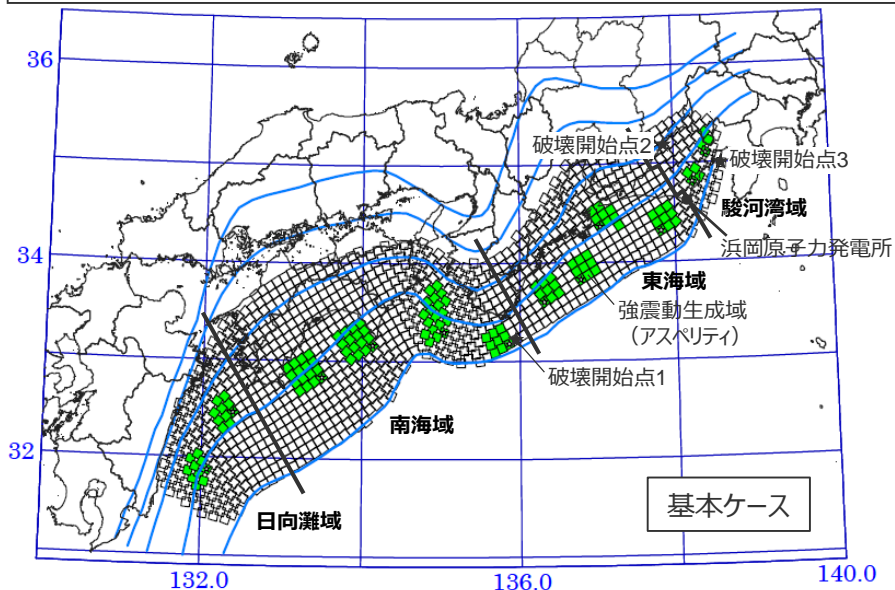 36
破壊開始点2
破壊開始点3
駿河湾域
34
浜岡原子力発電所
東海域
強震動生成域
（アスペリティ）
破壊開始点1
南海域
32
基本ケース
日向灘域
132.0
136.0
140.0